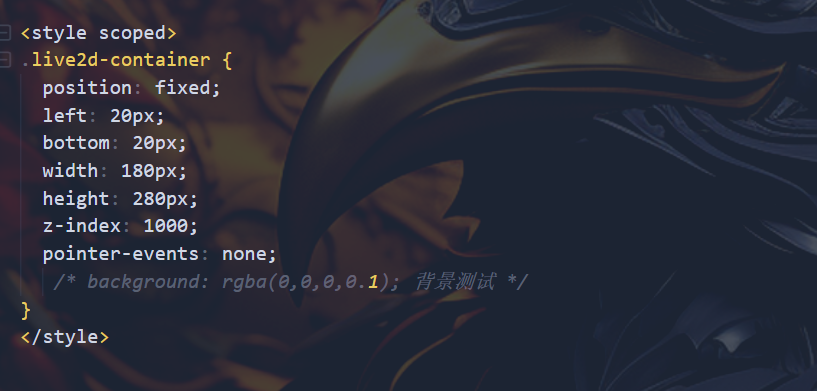 <style scoped>
.live2d-container {
position: fixed;
left: 20px;
bottom: 20px;
width: 180px;
height: 280px;
z-index: 1000;
pointer-events: none;
/* background: rgba(0,0,0,0.1); 背景测试 */
}
</style>